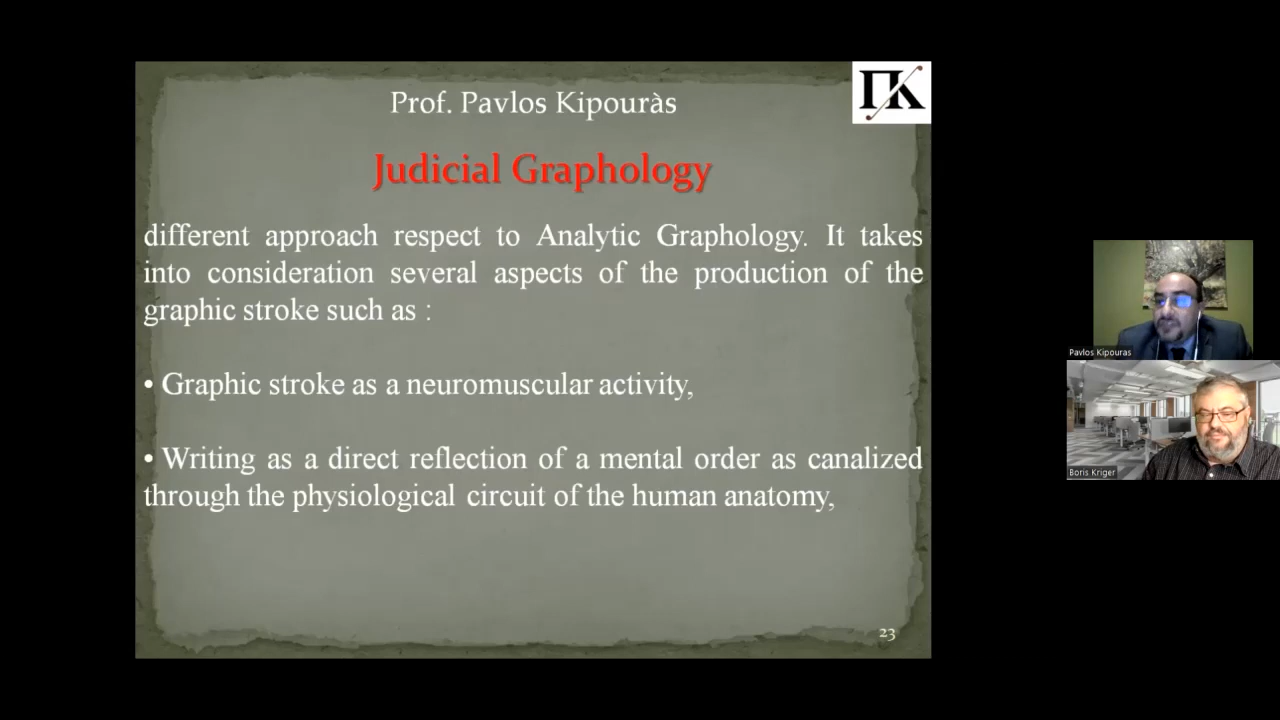 Prof. Pavlos Kipouràs
ΠΚ
Judicial Graphology
different approach respect to Analytic Graphology. It takes
into consideration several aspects of the production of the
graphic stroke such as :
• Graphic stroke as a neuromuscular activity,
• Writing as a direct reflection of a mental order as canalized
through the physiological circuit of the human anatomy,
23
Pavlos Kipouras
Boris Kriger